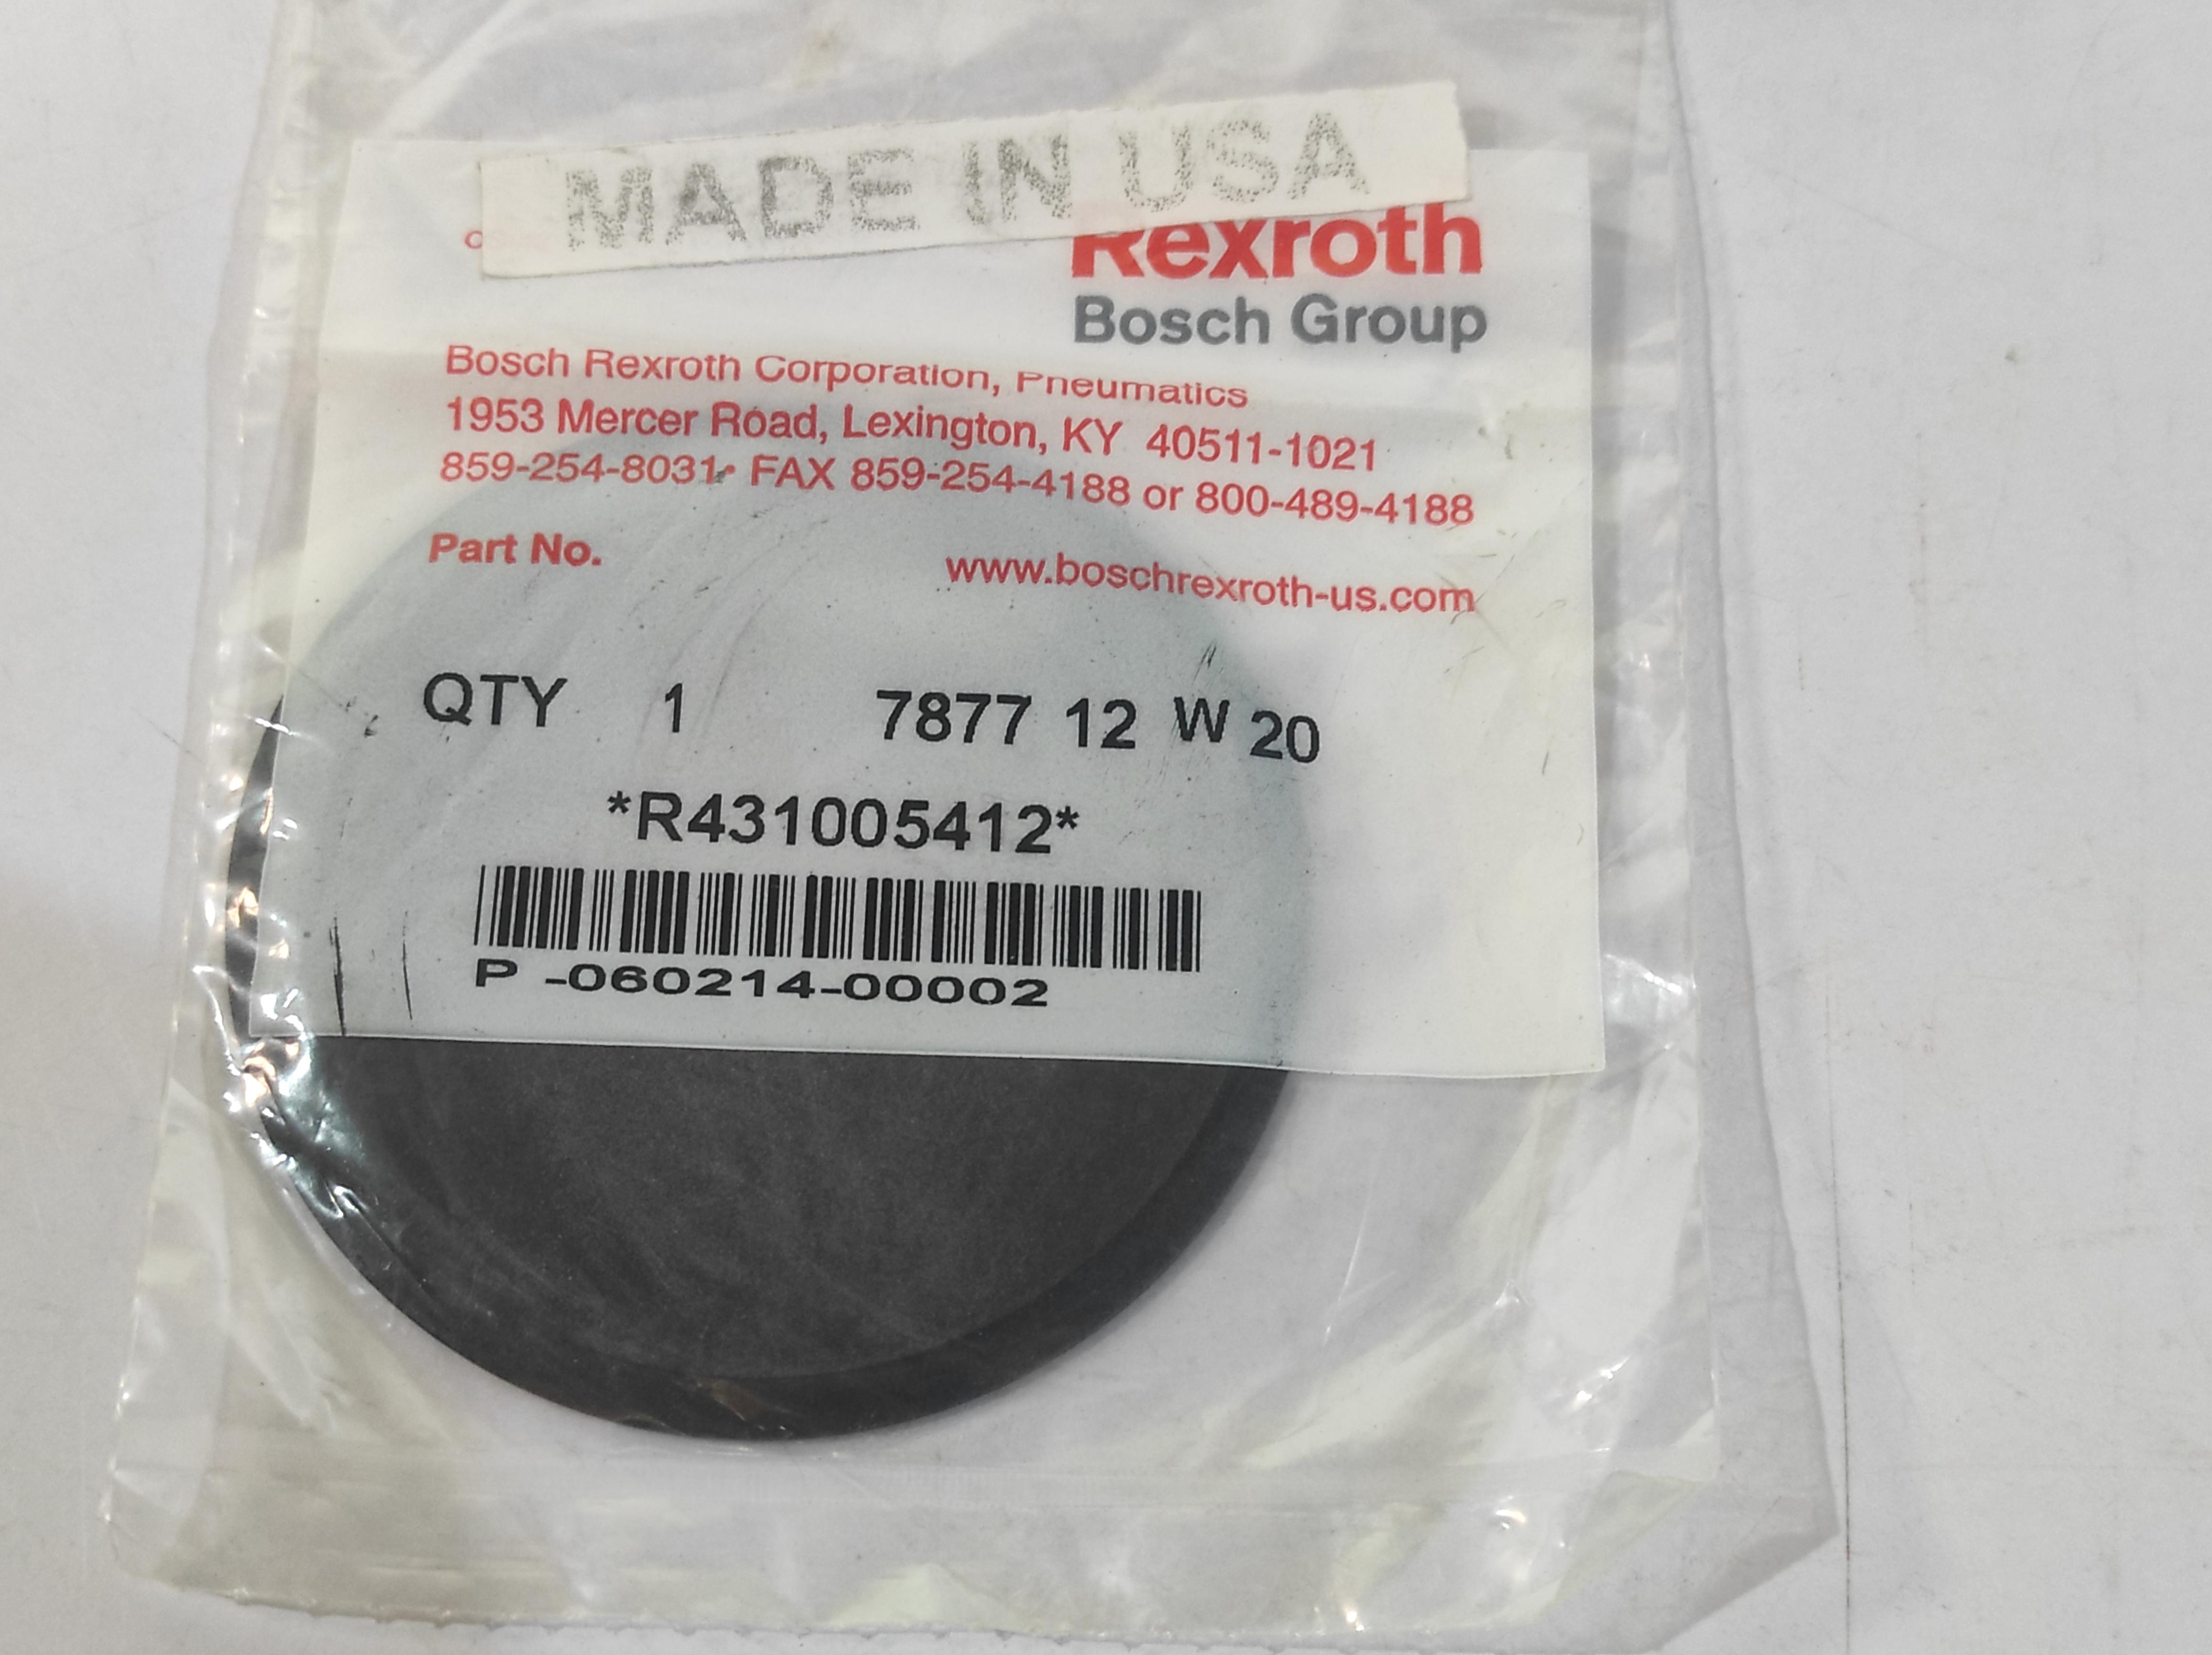 MADE IN USA
Rexroth
Bosch Group
Bosch Rexroth Corporation, Pneumatics
1953 Mercer Road, Lexington, KY 40511-1021
859-254-8031• FAX 859-254-4188 or 800-489-4188
Part No.
www.boschrexroth-us.com
QTY 1 7877 12 W 20
*R431005412*
P -060214-00002